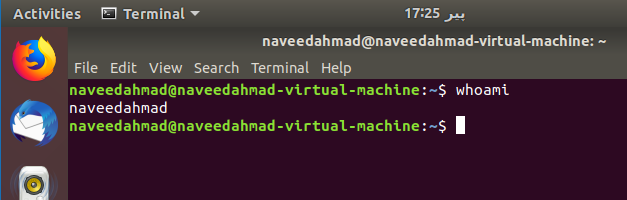 Activities Terminal پیر 17:25
naveedahmad@naveedahmad-virtual-machine: ~
File Edit View Search Terminal Help
naveedahmad@naveedahmad-virtual-machine:~$ whoami
naveedahmad
naveedahmad@naveedahmad-virtual-machine:~$